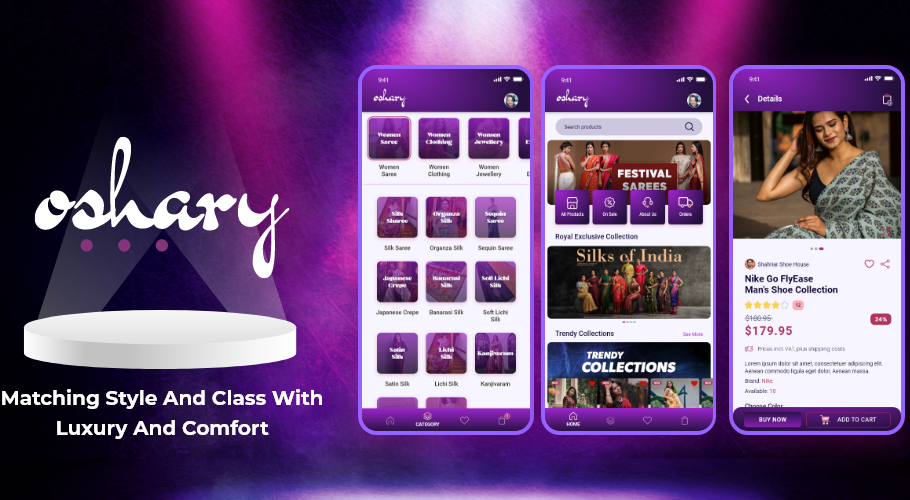 oshary
Matching Style And Class With
Luxury And Comfort
9:41
oshary
Women
Saree
Women
Clothing
Women
Jewellery
Women
Saree
Women
Clothing
Women
Jewellery
Silk
Sharee
Organza
Silk
Sequin
Saree
Silk Saree
Organza Silk
Sequin Saree
Japanese
Crepe
Banarasi
Silk
Soft Lichi
Silk
Japanese Crepe
Banarasi Silk
Soft Lichi
Silk
Satin
Silk
Lichi
Silk
Kanjivaram
Satin Silk
Lichi Silk
Kanjivaram
CATEGORY
9:41
oshary
Search products
FESTIVAL
SAREES
All Products
On Sale
About Us
Orders
Royal Exclusive Collection
Silks of India
Trendy Collections
See More
TRENDY
COLLECTIONS
HOME
9:41
Details
Shahriar Shoe House
Nike Go FlyEase
Man's Shoe Collection
12
$180.95
24%
$179.95
Prices incl. VAT, plus shipping costs
Lorem ipsum dolor sit amet, consectetuer adipiscing elit.
Aenean commodo ligula eget dolor. Aenean massa.
Brand: Nike
Available: 10
Choose Color
BUY NOW
ADD TO CART